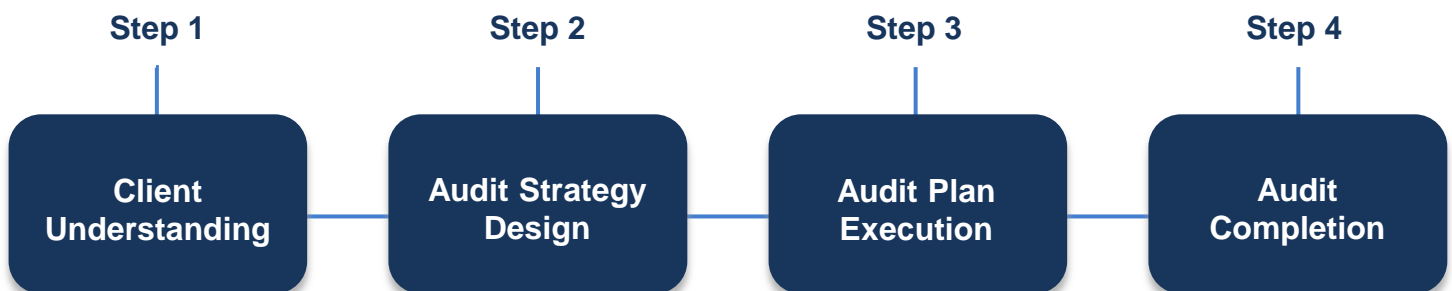 Step 1
Step 2
Step 3
Step 4
Client
Understanding
Audit Strategy
Design
Audit Plan
Execution
Audit
Completion